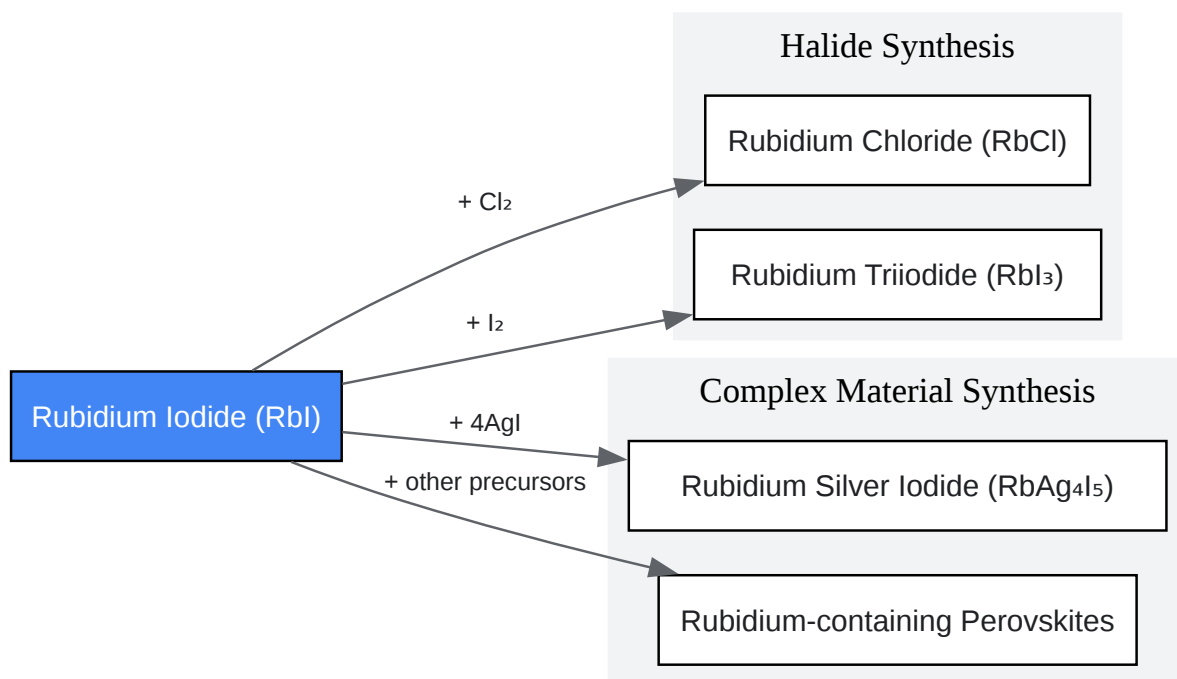 Halide Synthesis
Rubidium Chloride (RbCl)
+ Cl₂
Rubidium Triiodide (RbI₃)
+ I₂
Rubidium Iodide (RbI)
Complex Material Synthesis
+ 4AgI
Rubidium Silver Iodide (RbAg₄I₅)
+ other precursors
Rubidium-containing Perovskites